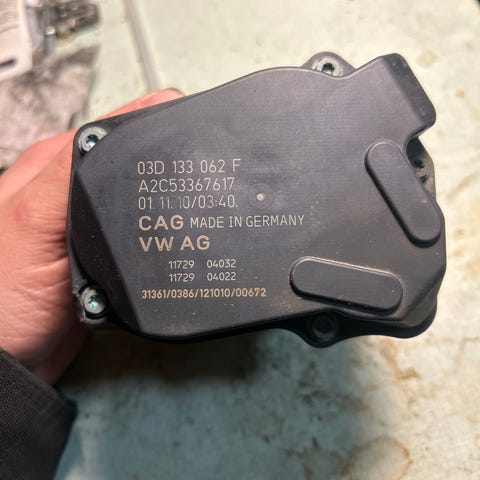 03D 133 062 F
A2C53367617
01.11.10/03:40.
CAG MADE IN GERMANY
VW AG
11729 04032
11729 04022
31361/0386/121010/00672